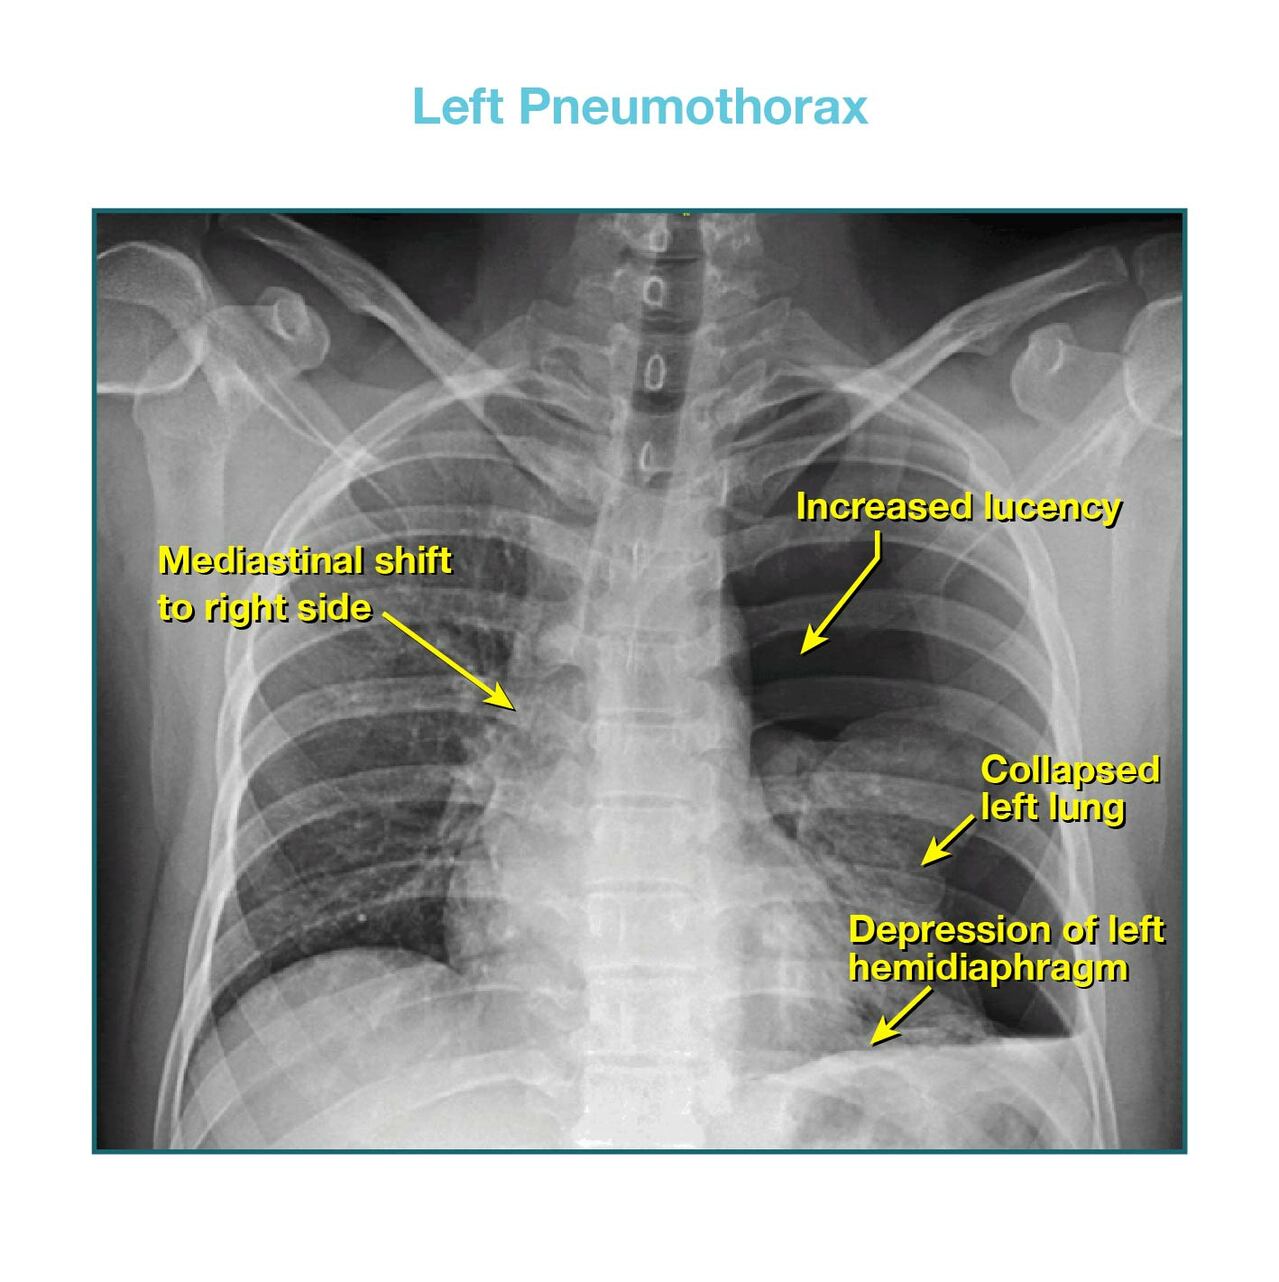 Left Pneumothorax
Increased lucency
Mediastinal shift
to right side
Collapsed
left lung
Depression of left
hemidiaphragm